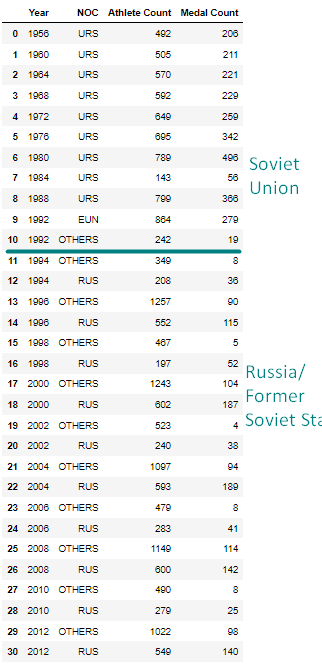 Year NOC Athlete Count Medal Count
0 1956 URS 492 206
1 1960 URS 505 211
2 1964 URS 570 221
3 1968 URS 592 229
4 1972 URS 649 259
5 1976 URS 695 342
6 1980 URS 789 496
7 1984 URS 143 56
8 1988 URS 799 366
9 1992 EUN 864 279
10 1992 OTHERS 242 19
Soviet
Union
11 1994 OTHERS 349 8
12 1994 RUS 208 36
13 1996 OTHERS 1257 90
14 1996 RUS 552 115
15 1998 OTHERS 467 5
16 1998 RUS 197 52
17 2000 OTHERS 1243 104
18 2000 RUS 602 187
19 2002 OTHERS 523 4
20 2002 RUS 240 38
21 2004 OTHERS 1097 94
22 2004 RUS 593 189
23 2006 OTHERS 479 8
24 2006 RUS 283 41
25 2008 OTHERS 1149 114
26 2008 RUS 600 142
27 2010 OTHERS 490 8
28 2010 RUS 279 25
29 2012 OTHERS 1022 98
30 2012 RUS 549 140
Russia/
Former
Soviet Sta